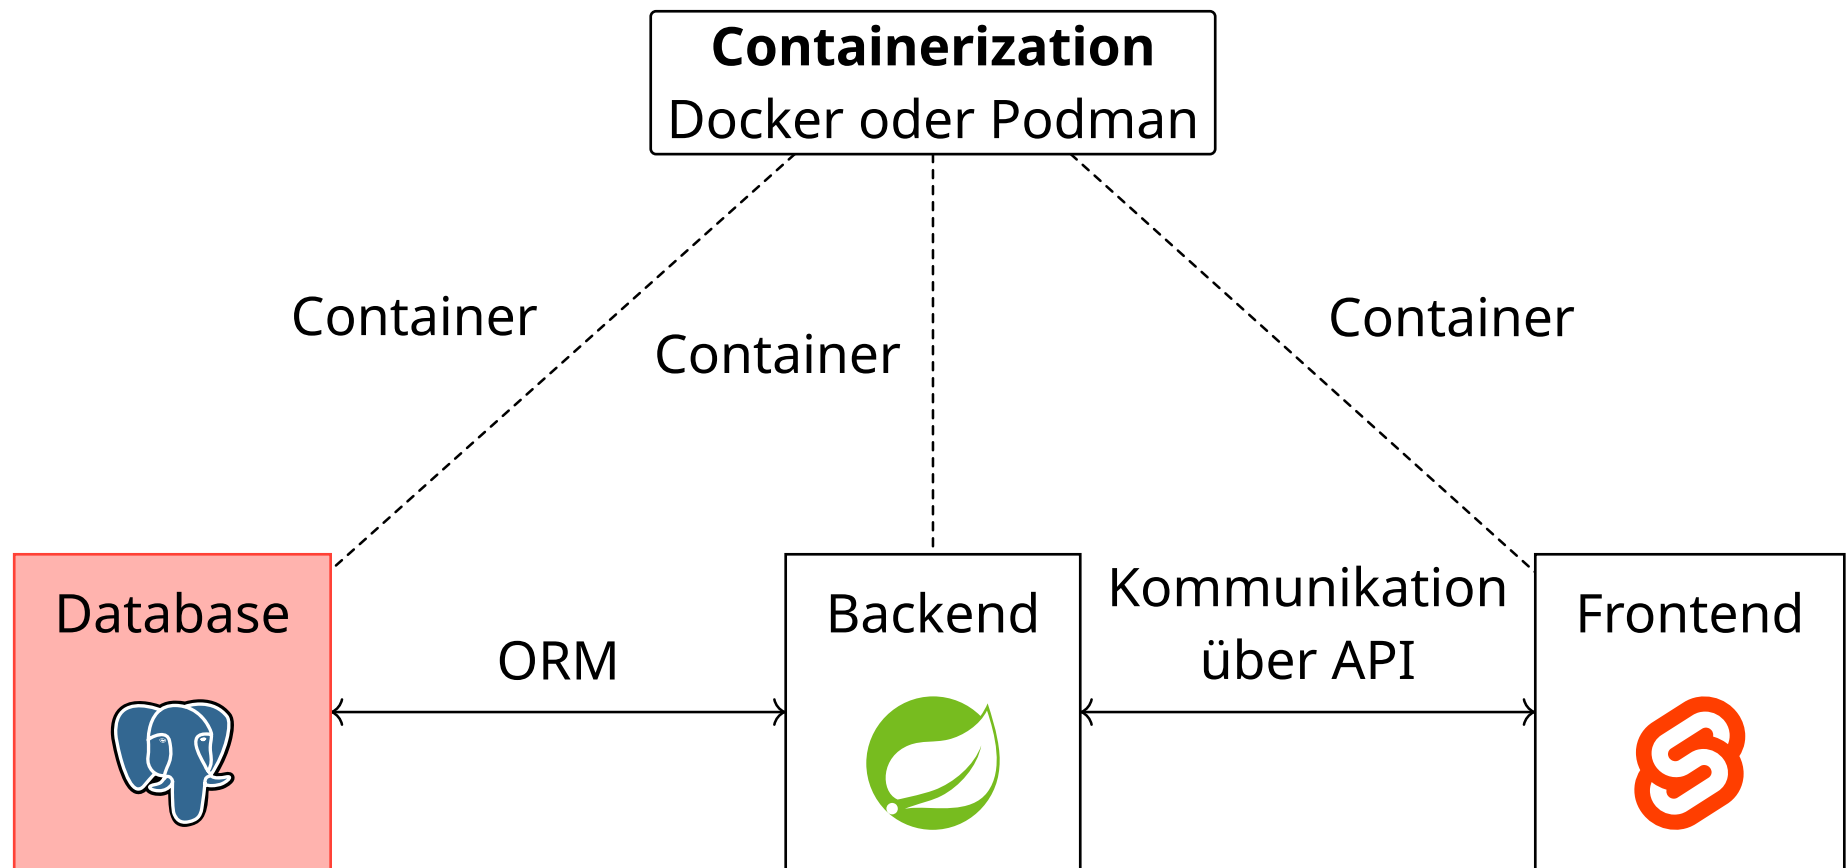 Containerization
Docker oder Podman
Container
Container
Container
Database
ORM
Backend
Kommunikation
über API
Frontend